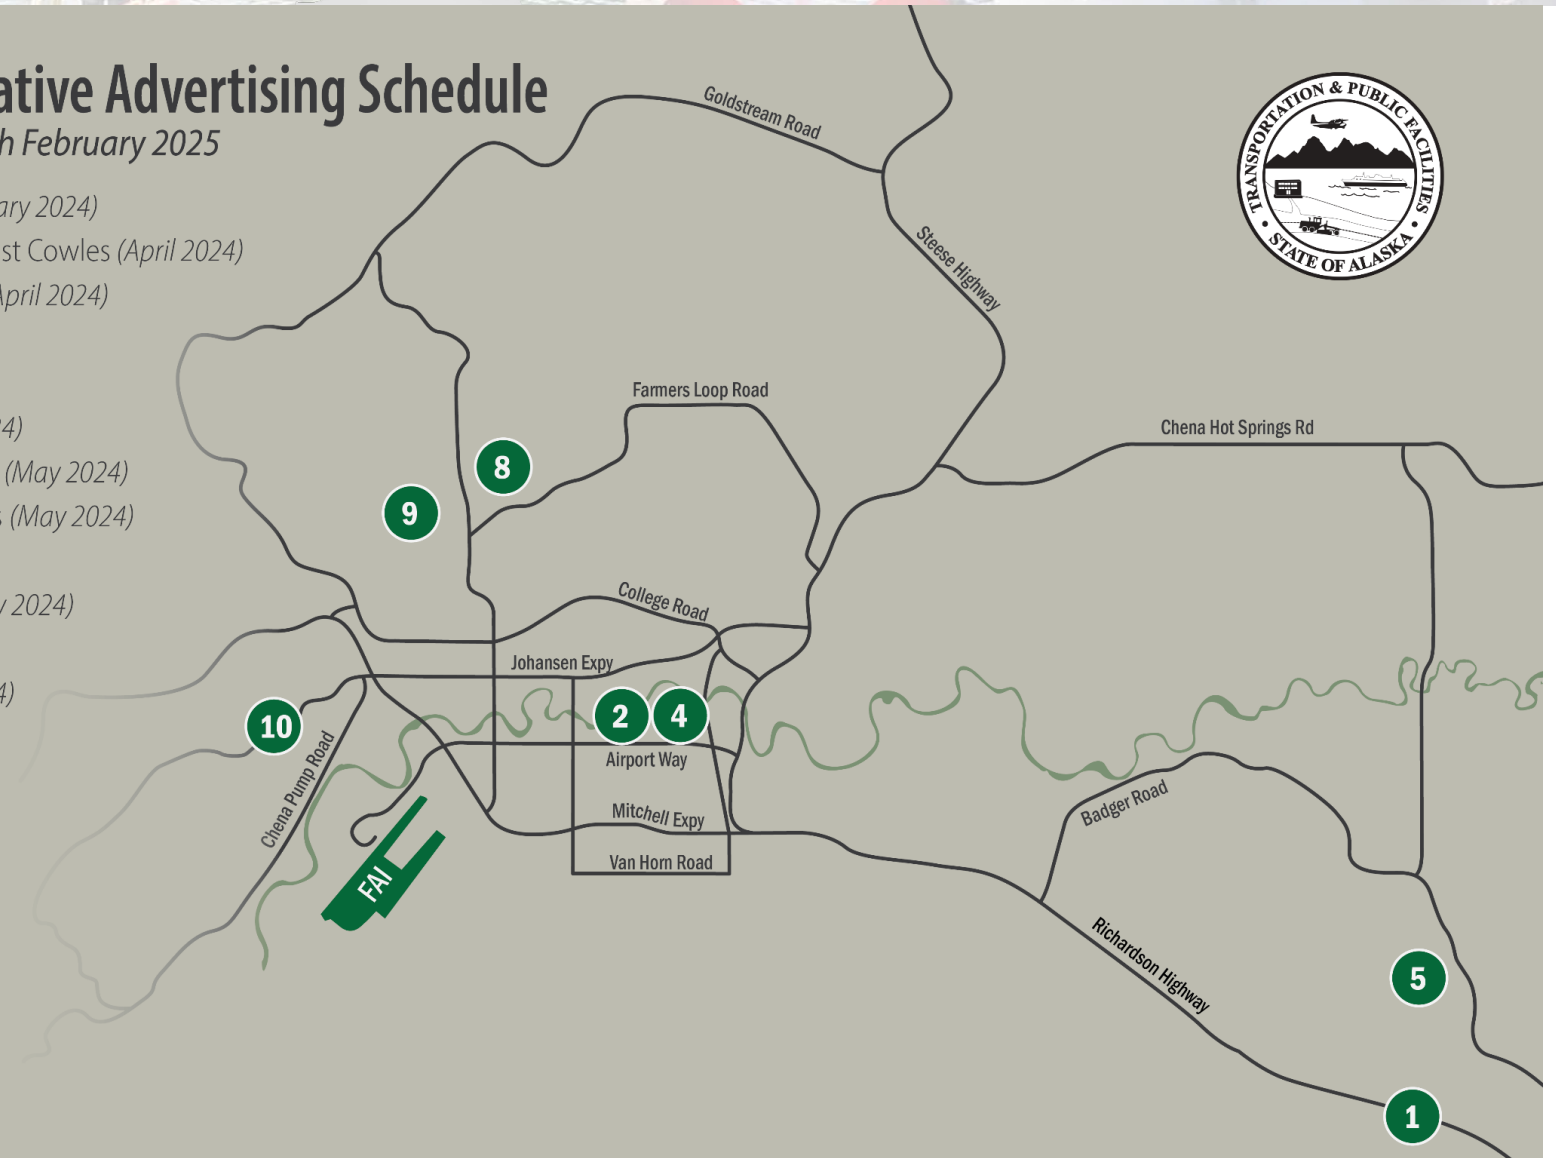 ative Advertising Schedule
h February 2025
ary 2024)
st Cowles (April 2024)
April 2024)
24)
(May 2024)
s (May 2024)
y 2024)
4)
Goldstream Road
TRANSPORTATION & PUBLIC FACILITIES
• STATE OF ALASKA •
Steese Highway
Farmers Loop Road
Chena Hot Springs Rd
8
9
College Road
Johansen Expy
10
2
4
Airport Way
Chena Pump Road
Badger Road
Mitchell Expy
Van Horn Road
FAI
Richardson Highway
5
1